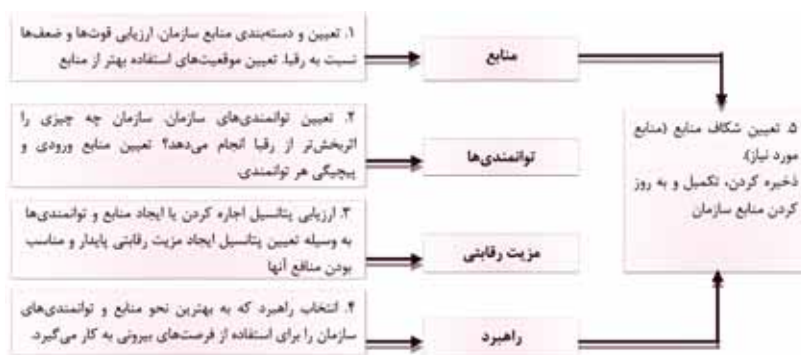 ۱. تعیین و دسته‌بندی منابع سازمان. ارزیابی قوت‌ها و ضعف‌ها
نسبت به رقبا. تعیین موقعیت‌های استفاده بهتر از منابع
منابع
۲. تعیین توانمندی‌های سازمان. سازمان چه چیزی را
اثربخش‌تر از رقبا انجام می‌دهد؟ تعیین منابع ورودی و
پیچیدگی هر توانمندی.
توانمندی‌ها
۳. ارزیابی پتانسیل اجاره کردن یا ایجاد منابع و توانمندی‌ها
به وسیله تعیین پتانسیل ایجاد مزیت رقابتی پایدار و مناسب
بودن منافع آنها
مزیت رقابتی
۴. انتخاب راهبرد که به بهترین نحو منابع و توانمندی‌های
سازمان را برای استفاده از فرصت‌های بیرونی به کار می‌گیرد.
راهبرد
۵. تعیین شکاف منابع (منابع
مورد نیاز).
ذخیره کردن، تکمیل و به روز
کردن منابع سازمان